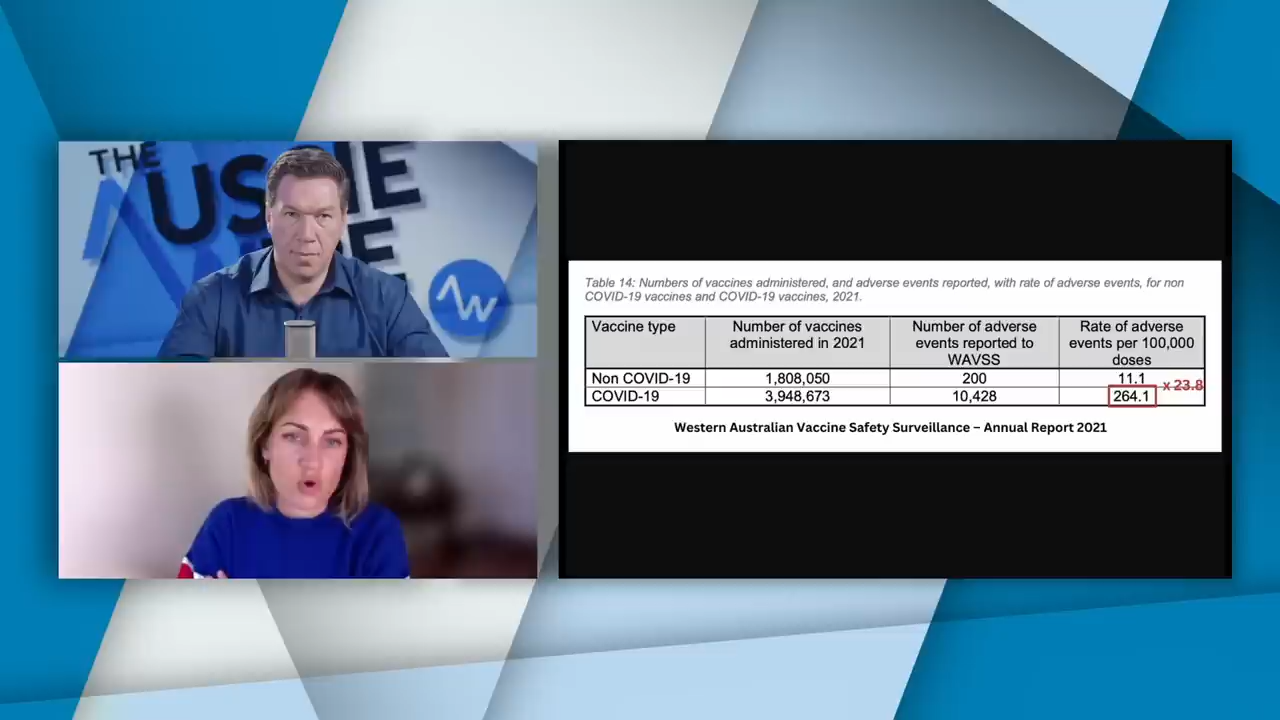 THE
AUSSIE
WIRE
AW
Table 14: Numbers of vaccines administered, and adverse events reported, with rate of adverse events, for non
COVID-19 vaccines and COVID-19 vaccines, 2021.
Vaccine type
Number of vaccines
administered in 2021
Number of adverse
events reported to
WAVSS
Rate of adverse
events per 100,000
doses
Non COVID-19 1,808,050 200 11.1
x 23.8
COVID-19 3,948,673 10,428 264.1
Western Australian Vaccine Safety Surveillance – Annual Report 2021